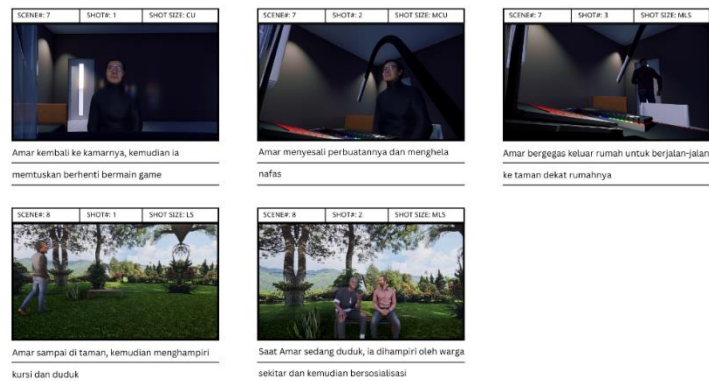 SCENE#: 7 SHOT#: 1 SHOT SIZE: CU
Amar kembali ke kamarnya, kemudian ia
memtuskan berhenti bermain game
SCENE#: 7 SHOT#: 2 SHOT SIZE: MCU
Amar menyesali perbuatannya dan menghela
nafas
SCENE#: 7 SHOT#: 3 SHOT SIZE: MLS
Amar bergegas keluar rumah untuk berjalan-jalan
ke taman dekat rumahnya
SCENE#: 8 SHOT#: 1 SHOT SIZE: LS
Amar sampai di taman, kemudian menghampiri
kursi dan duduk
SCENE#: 8 SHOT#: 2 SHOT SIZE: MLS
Saat Amar sedang duduk, ia dihampiri oleh warga
sekitar dan kemudian bersosialisasi